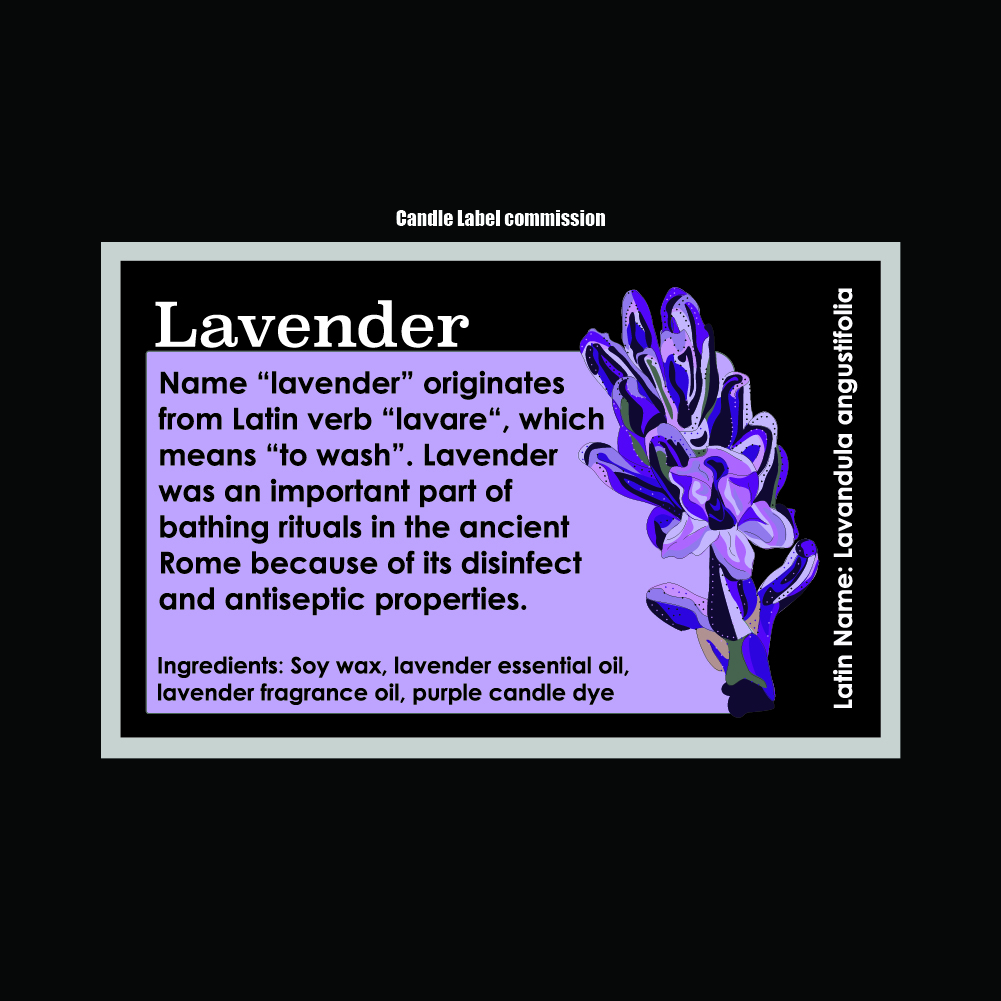 Candle Label commission
Lavender
Name “lavender” originates
from Latin verb “lavare“, which
means “to wash”. Lavender
was an important part of
bathing rituals in the ancient
Rome because of its disinfect
and antiseptic properties.
Ingredients: Soy wax, lavender essential oil,
lavender fragrance oil, purple candle dye
Latin Name: Lavandula angustifolia